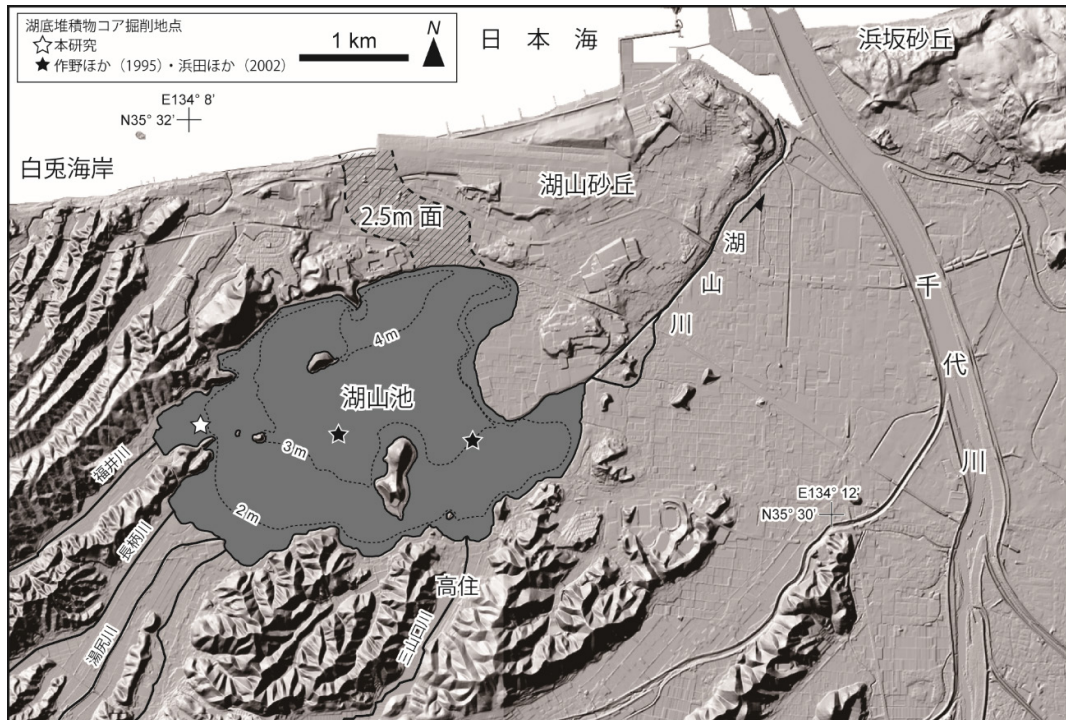 湖底堆積物コア掘削地点
☆本研究
★作野ほか（1995）・浜田ほか（2002）
1 km
N
日本海
浜坂砂丘
E134° 8'
N35° 32'
白兎海岸
湖山砂丘
2.5m 面
湖山川
千代川
4 m
湖山池
3 m
2 m
福井川
長柄川
湯尻川
三山口川
高住
E134° 12'
N35° 30'